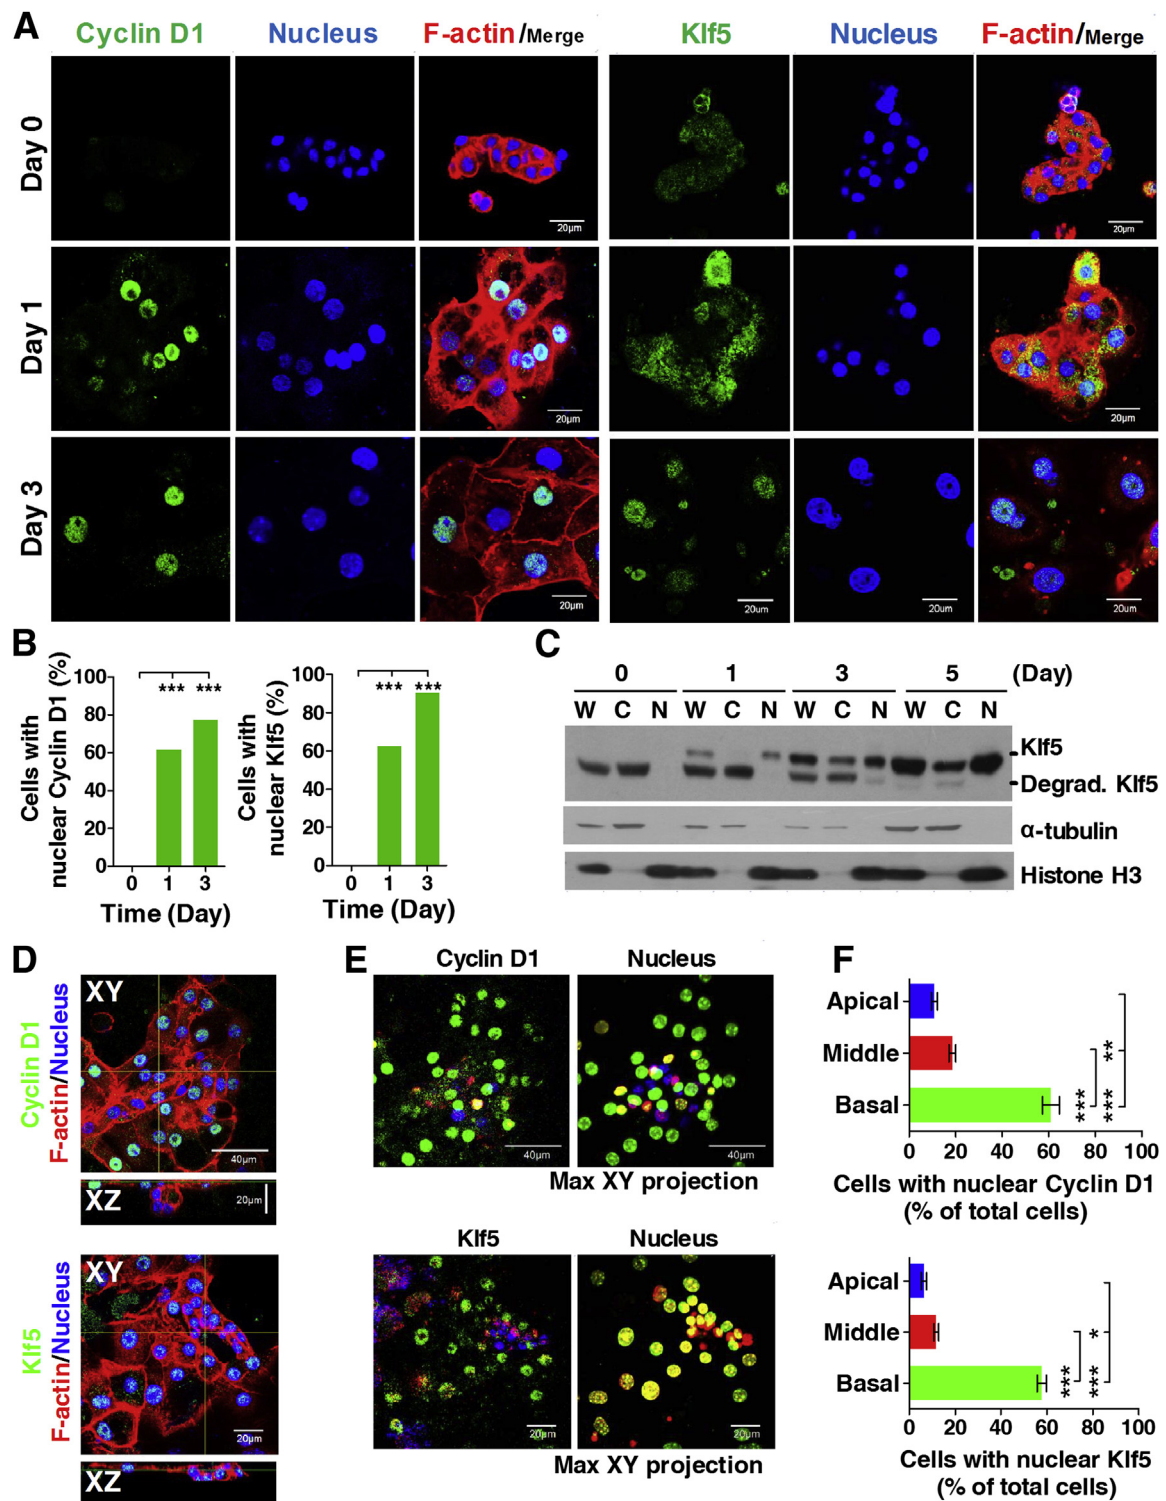 A
Cyclin D1 Nucleus F-actin/Merge Klf5 Nucleus F-actin/Merge
Day 0
20µm 20µm
Day 1
20µm 20µm
Day 3
20µm 20um 20um 20um
B
Cells with nuclear Cyclin D1 (%)
100
80
60
40
20
0
*** ***
0 1 3
Time (Day)
Cells with nuclear Klf5 (%)
100
80
60
40
20
0
*** ***
0 1 3
Time (Day)
C
0 1 3 5 (Day)
W C N W C N W C N W C N
Klf5
Degrad. Klf5
α-tubulin
Histone H3
D
Cyclin D1
F-actin/Nucleus
XY
40µm
XZ
20µm
Klf5
F-actin/Nucleus
XY
20µm
XZ
E
Cyclin D1 Nucleus
40µm 40µm
Max XY projection
Klf5 Nucleus
20µm 20µm
Max XY projection
F
Apical
Middle
Basal
**
*** ***
0 20 40 60 80 100
Cells with nuclear Cyclin D1
(% of total cells)
Apical
Middle
Basal
*
*** ***
0 20 40 60 80 100
Cells with nuclear Klf5
(% of total cells)